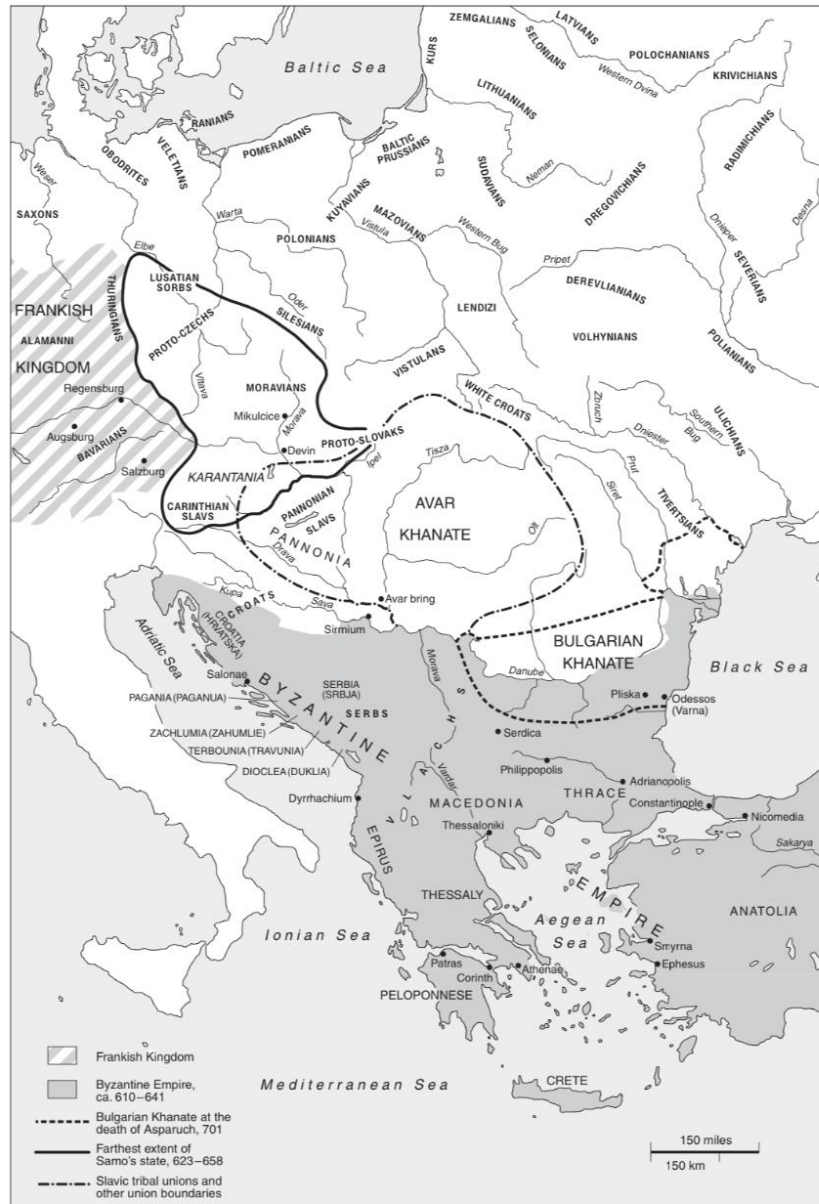 ZEMGALIANS
LATVIANS
SELONIANS
KURS
POLOCHANIANS
Western Dvina
KRIVICHIANS
Baltic Sea
LITHUANIANS
RANIANS
POMERANIANS
BALTIC
PRUSSIANS
SUDAVIANS
Neman
RADIMICHIANS
OBODRITES
VELETIANS
Weser
KUYAVIANS
DREGOVICHIANS
Dnieper
Desna
SAXONS
Warta
MAZOVIANS
Vistula
Western Bug
POLONIANS
Elbe
Pripet
SEVERIANS
LUSATIAN
SORBS
THURINGIANS
Oder
SILESIANS
LENDIZI
DEREVLIANIANS
FRANKISH
PROTO-CZECHS
VOLHYNIANS
POLIANIANS
ALAMANNI
KINGDOM
VISTULANS
Vltava
MORAVIANS
WHITE CROATS
Zbruch
Regensburg
Mikulcice
Morava
Southern
Bug
ULICHIANS
Augsburg
BAVARIANS
PROTO-SLOVAKS
Dniester
Devin
Salzburg
KARANTANIA
Ipel
Tisza
Prut
Siret
TIVERTSIANS
CARINTHIAN
SLAVS
PANNONIAN
SLAVS
AVAR
KHANATE
PANNONIA
Olt
Drava
Kupa
Avar bring
CROATS
Sava
CROATIA
(HRVATSKA)
Sirmium
BULGARIAN
KHANATE
Adriatic Sea
Morava
Danube
Black Sea
Salonae
SERBIA
(SRBJA)
Pliska
Odessos
(Varna)
PAGANIA (PAGANUA)
BYZANTINE
SERBS
ZACHLUMIA (ZAHUMLIE)
Serdica
TERBOUNIA (TRAVUNIA)
VLACHS
DIOCLEA (DUKLIA)
Philippopolis
Vardar
Adrianopolis
Dyrrhachium
MACEDONIA
THRACE
Constantinople
Nicomedia
Thessaloniki
Sakarya
EPIRUS
THESSALY
EMPIRE
ANATOLIA
Aegean
Sea
Ionian Sea
Smyrna
Patras
Athenae
Ephesus
Corinth
PELOPONNESE
Frankish Kingdom
Byzantine Empire,
ca. 610–641
Mediterranean Sea
CRETE
Bulgarian Khanate at the
death of Asparuch, 701
Farthest extent of
Samo's state, 623–658
150 miles
150 km
Slavic tribal unions and
other union boundaries